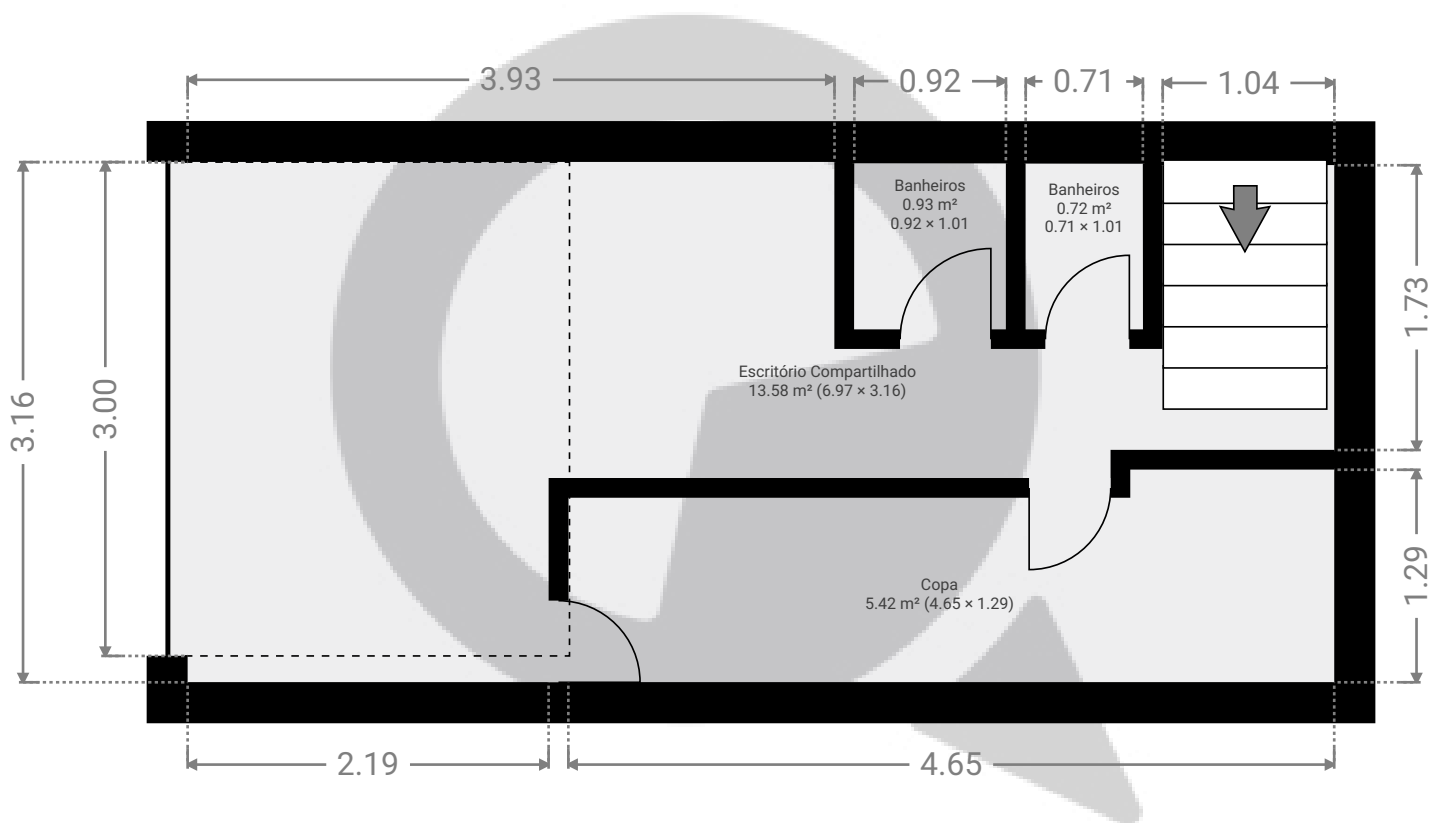 3.93
0.92
0.71
1.04
Banheiros
0.93 m²
0.92 × 1.01
Banheiros
0.72 m²
0.71 × 1.01
3.16
3.00
1.73
Escritório Compartilhado
13.58 m² (6.97 × 3.16)
Copa
5.42 m² (4.65 × 1.29)
1.29
2.19
4.65